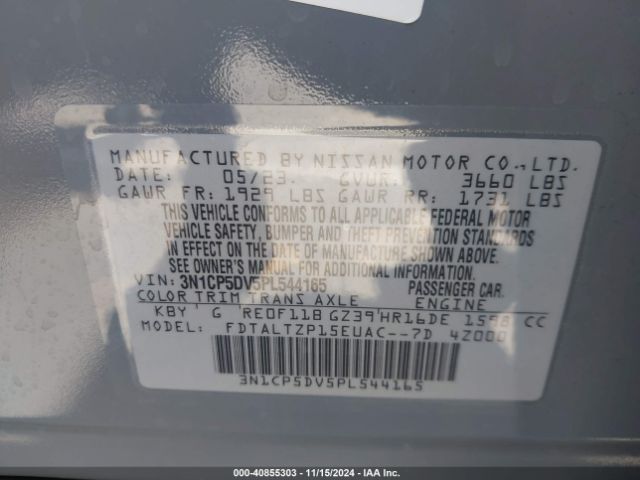 MANUFACTURED BY NISSAN MOTOR CO., LTD.
DATE: 05/23. GVWR: 3660 LBS
GAWR FR: 1929 LBS GAWR RR: 1731 LBS
THIS VEHICLE CONFORMS TO ALL APPLICABLE FEDERAL MOTOR
VEHICLE SAFETY, BUMPER AND THEFT PREVENTION STANDARDS
IN EFFECT ON THE DATE OF MANUFACTURE SHOWN ABOVE.
SEE OWNER'S MANUAL FOR ADDITIONAL INFORMATION
VIN: 3N1CP5DV5PL544165 PASSENGER CAR.
COLOR TRIM TRANS AXLE ENGINE
KBY G RE0F11B GZ39 HR16DE 1598 CC
MODEL: FDTALTZP15EUAC--7D 4Z000
3N1CP5DV5PL544165
000-40855303 - 11/15/2024 - IAAI.COM